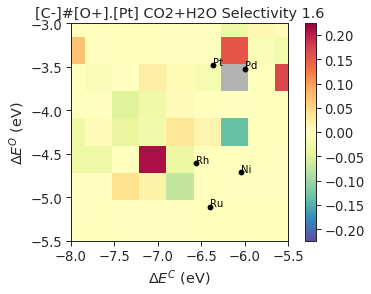 [C-]#[O+].[Pt] CO2+H2O Selectivity 1.6
−3.0
−3.5
−4.0
−4.5
−5.0
−5.5
ΔE^O (eV)
Pt
Pd
Rh
Ni
Ru
−8.0 −7.5 −7.0 −6.5 −6.0 −5.5
ΔE^C (eV)
0.20
0.15
0.10
0.05
0.00
−0.05
−0.10
−0.15
−0.20